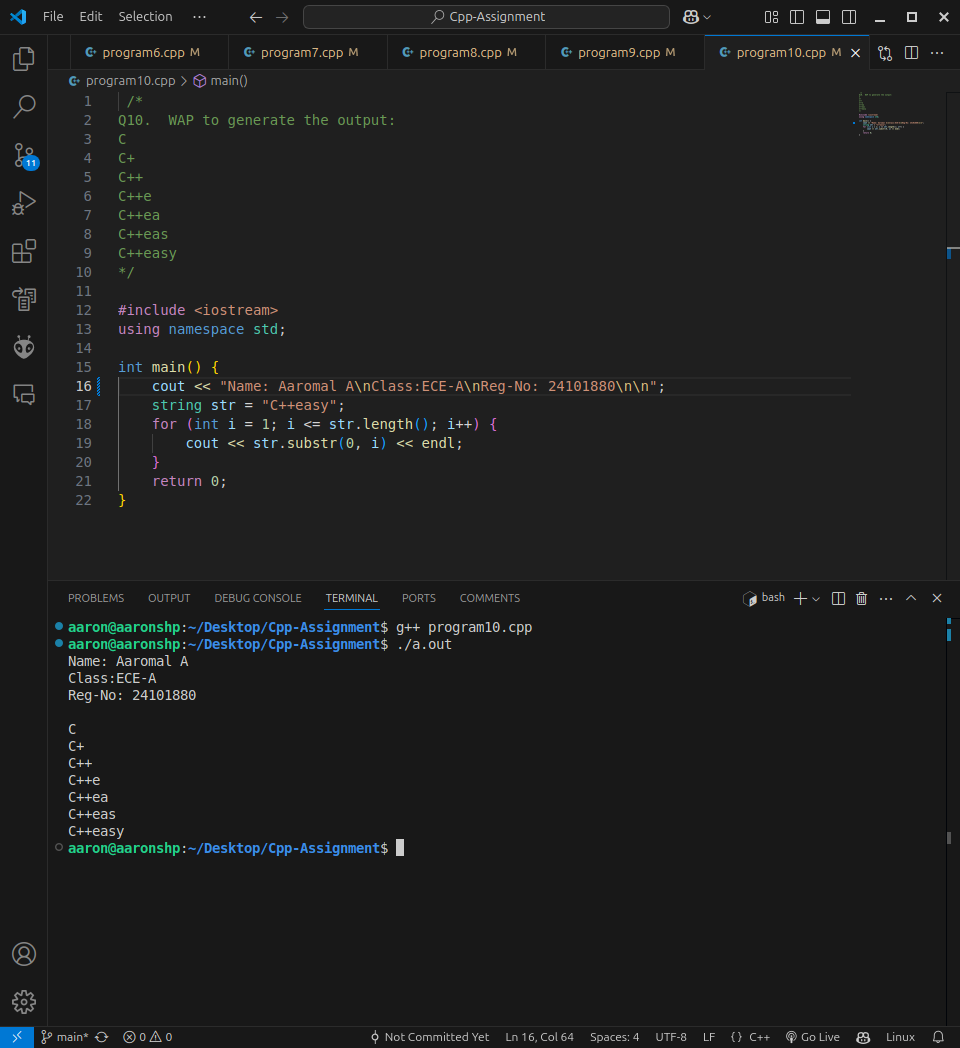 File Edit Selection ··· Cpp-Assignment
program6.cpp M program7.cpp M program8.cpp M program9.cpp M program10.cpp M
program10.cpp > main()
1 /*
2 Q10.  WAP to generate the output:
3 C
4 C+
5 C++
6 C++e
7 C++ea
8 C++eas
9 C++easy
10 */
11
12 #include <iostream>
13 using namespace std;
14
15 int main() {
16     cout << "Name: Aaromal A\nClass:ECE-A\nReg-No: 24101880\n\n";
17     string str = "C++easy";
18     for (int i = 1; i <= str.length(); i++) {
19         cout << str.substr(0, i) << endl;
20     }
21     return 0;
22 }
11
PROBLEMS OUTPUT DEBUG CONSOLE TERMINAL PORTS COMMENTS bash
aaron@aaronshp:~/Desktop/Cpp-Assignment$ g++ program10.cpp
aaron@aaronshp:~/Desktop/Cpp-Assignment$ ./a.out
Name: Aaromal A
Class:ECE-A
Reg-No: 24101880
C
C+
C++
C++e
C++ea
C++eas
C++easy
aaron@aaronshp:~/Desktop/Cpp-Assignment$
main* 0 0 Not Committed Yet Ln 16, Col 64 Spaces: 4 UTF-8 LF {} C++ Go Live Linux